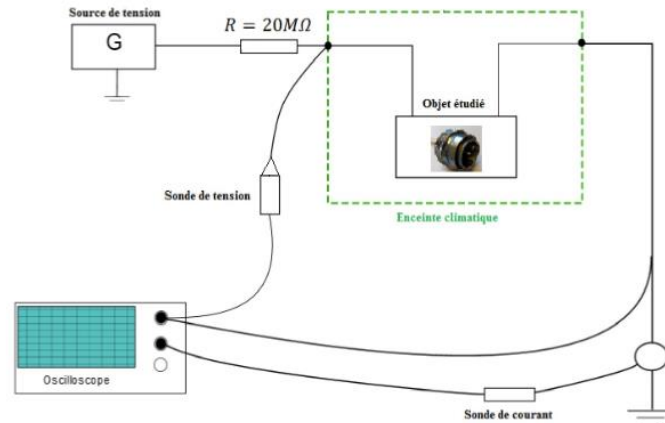 Source de tension
G
R = 20MΩ
Objet étudié
Sonde de tension
Enceinte climatique
Oscilloscope
Sonde de courant